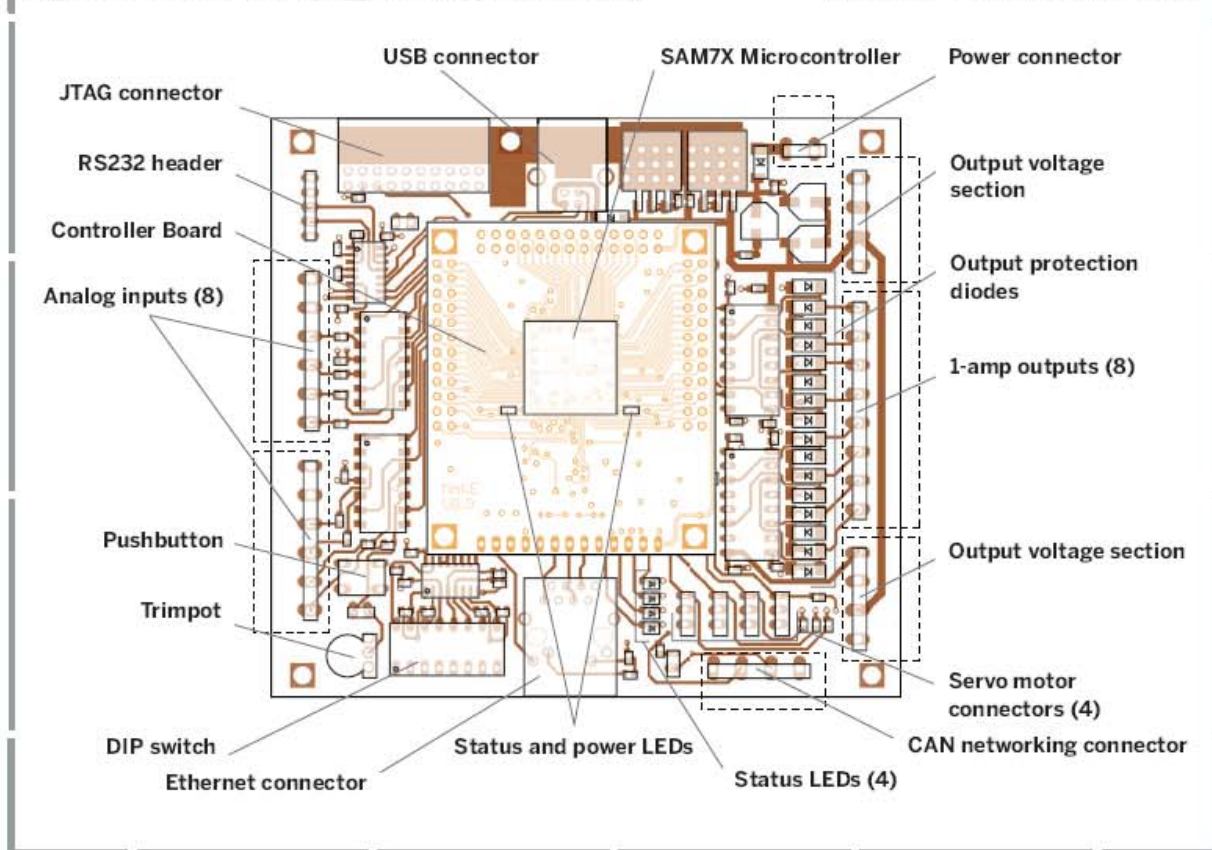 USB connector
SAM7X Microcontroller
Power connector
JTAG connector
RS232 header
Output voltage
section
Controller Board
Output protection
diodes
Analog inputs (8)
1-amp outputs (8)
Pushbutton
Output voltage section
Trimpot
Servo motor
connectors (4)
DIP switch
Status and power LEDs
CAN networking connector
Ethernet connector
Status LEDs (4)